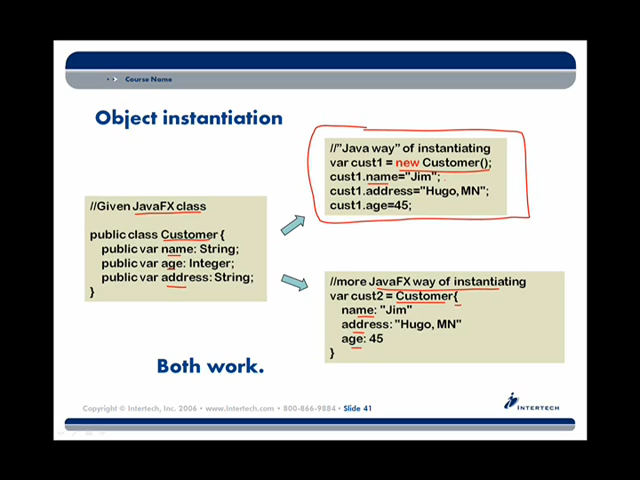 Course Name
Object instantiation
//"Java way" of instantiating
var cust1 = new Customer();
cust1.name="Jim";
cust1.address="Hugo, MN";
cust1.age=45;
//Given JavaFX class
public class Customer {
public var name: String;
public var age: Integer;
public var address: String;
}
//more JavaFX way of instantiating
var cust2 = Customer{
name: "Jim"
address: "Hugo, MN"
age: 45
}
Both work.
Copyright © Intertech, Inc. 2006 • www.Intertech.com • 800-866-9884 • Slide 41
INTERTECH